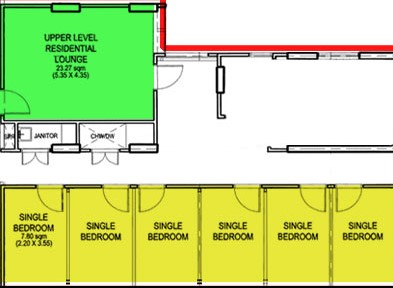 UPPER LEVEL
RESIDENTIAL
LOUNGE
23.27 sqm
(5.35 X 4.35)
JANITOR
CHW/DW
SINGLE
BEDROOM
7.80 sqm
(2.20 X 3.55)
SINGLE
BEDROOM
SINGLE
BEDROOM
SINGLE
BEDROOM
SINGLE
BEDROOM
SINGLE
BEDROOM